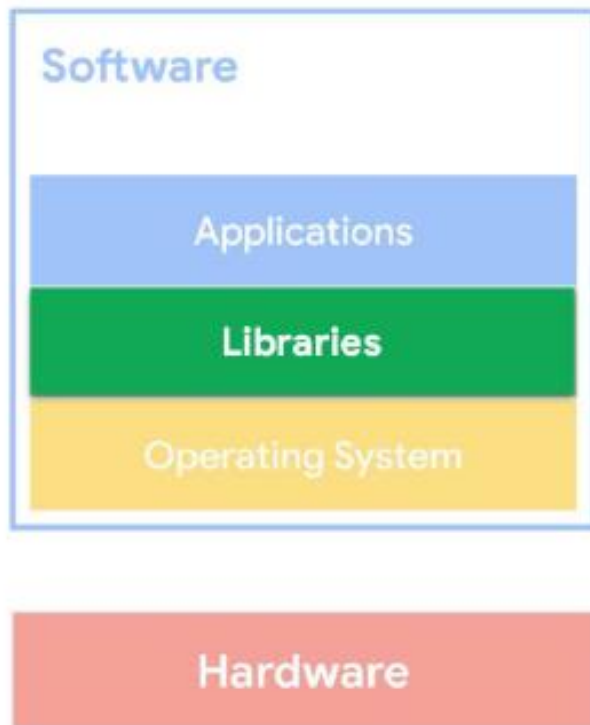 Software
Applications
Libraries
Operating System
Hardware